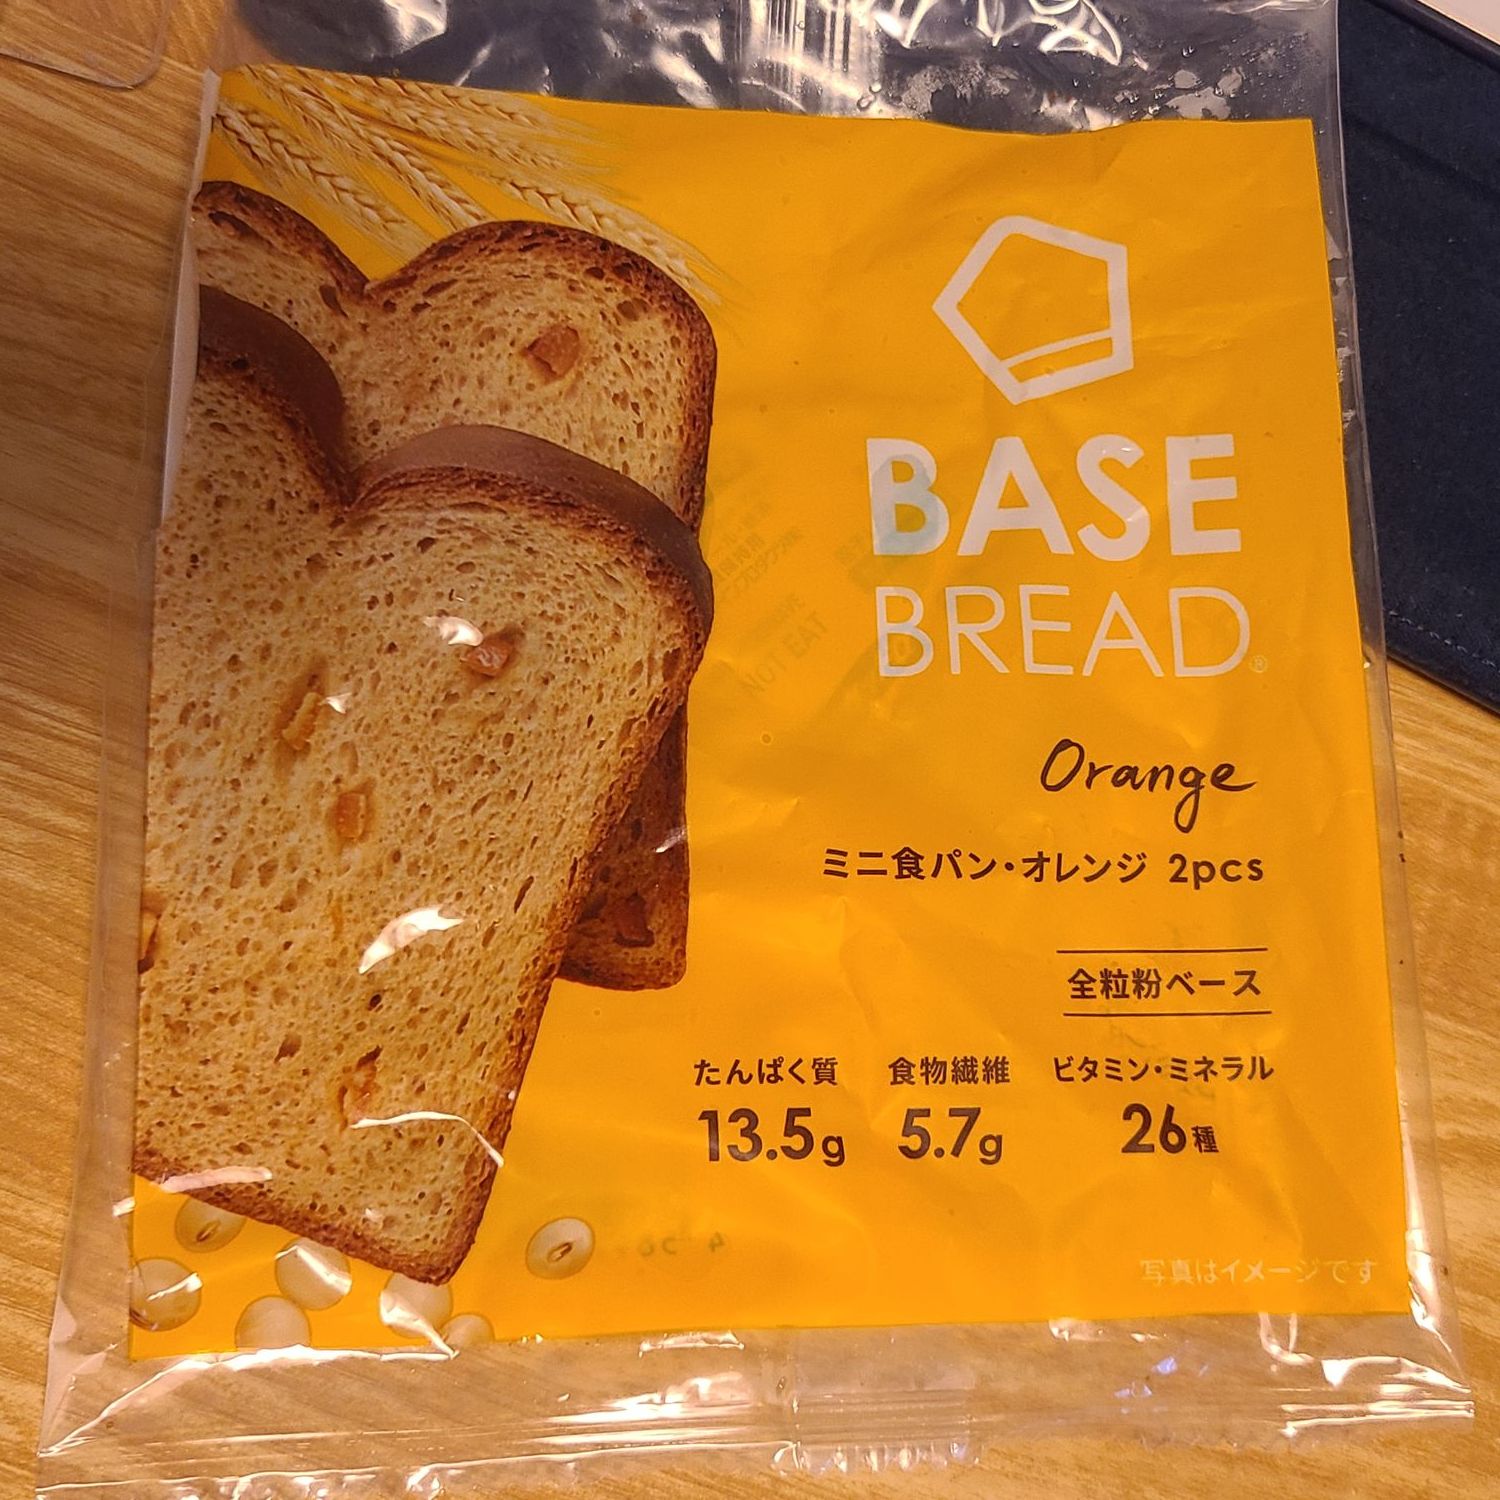 BASE
BREAD®
Orange
ミニ食パン・オレンジ 2pcs
全粒粉ベース
たんぱく質 食物繊維 ビタミン・ミネラル
13.5g 5.7g 26種
写真はイメージです
NOT EAT